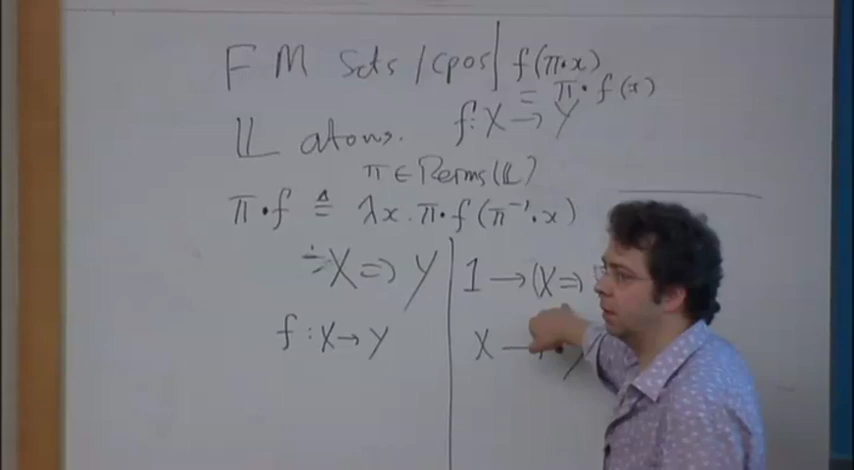 FM Sets / cpos
f(π·x)
= π·f(x)
𝕃 atoms.
f: X → Y
π ∈ Perms(𝕃)
π·f ≜ λx. π·f(π⁻¹·x)
X ⇒ Y
1 → (X ⇒
f: X → Y
X →